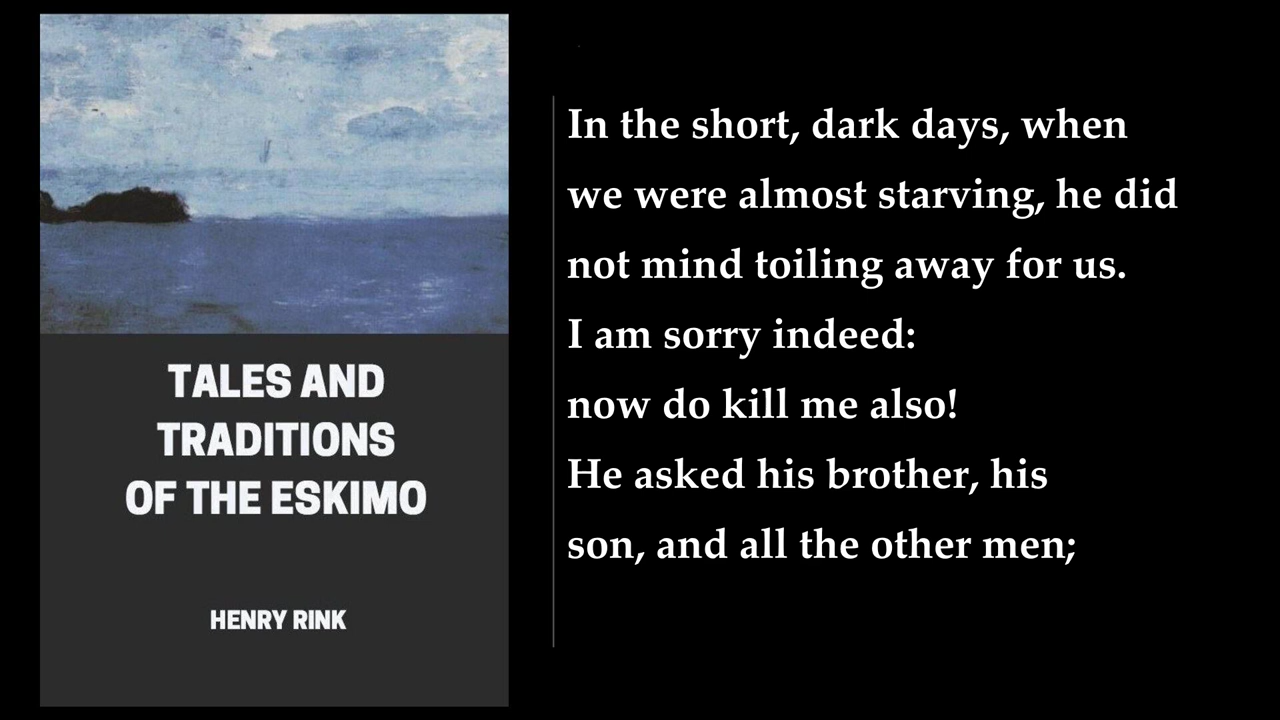 TALES AND
TRADITIONS
OF THE ESKIMO
HENRY RINK
In the short, dark days, when
we were almost starving, he did
not mind toiling away for us.
I am sorry indeed:
now do kill me also!
He asked his brother, his
son, and all the other men;